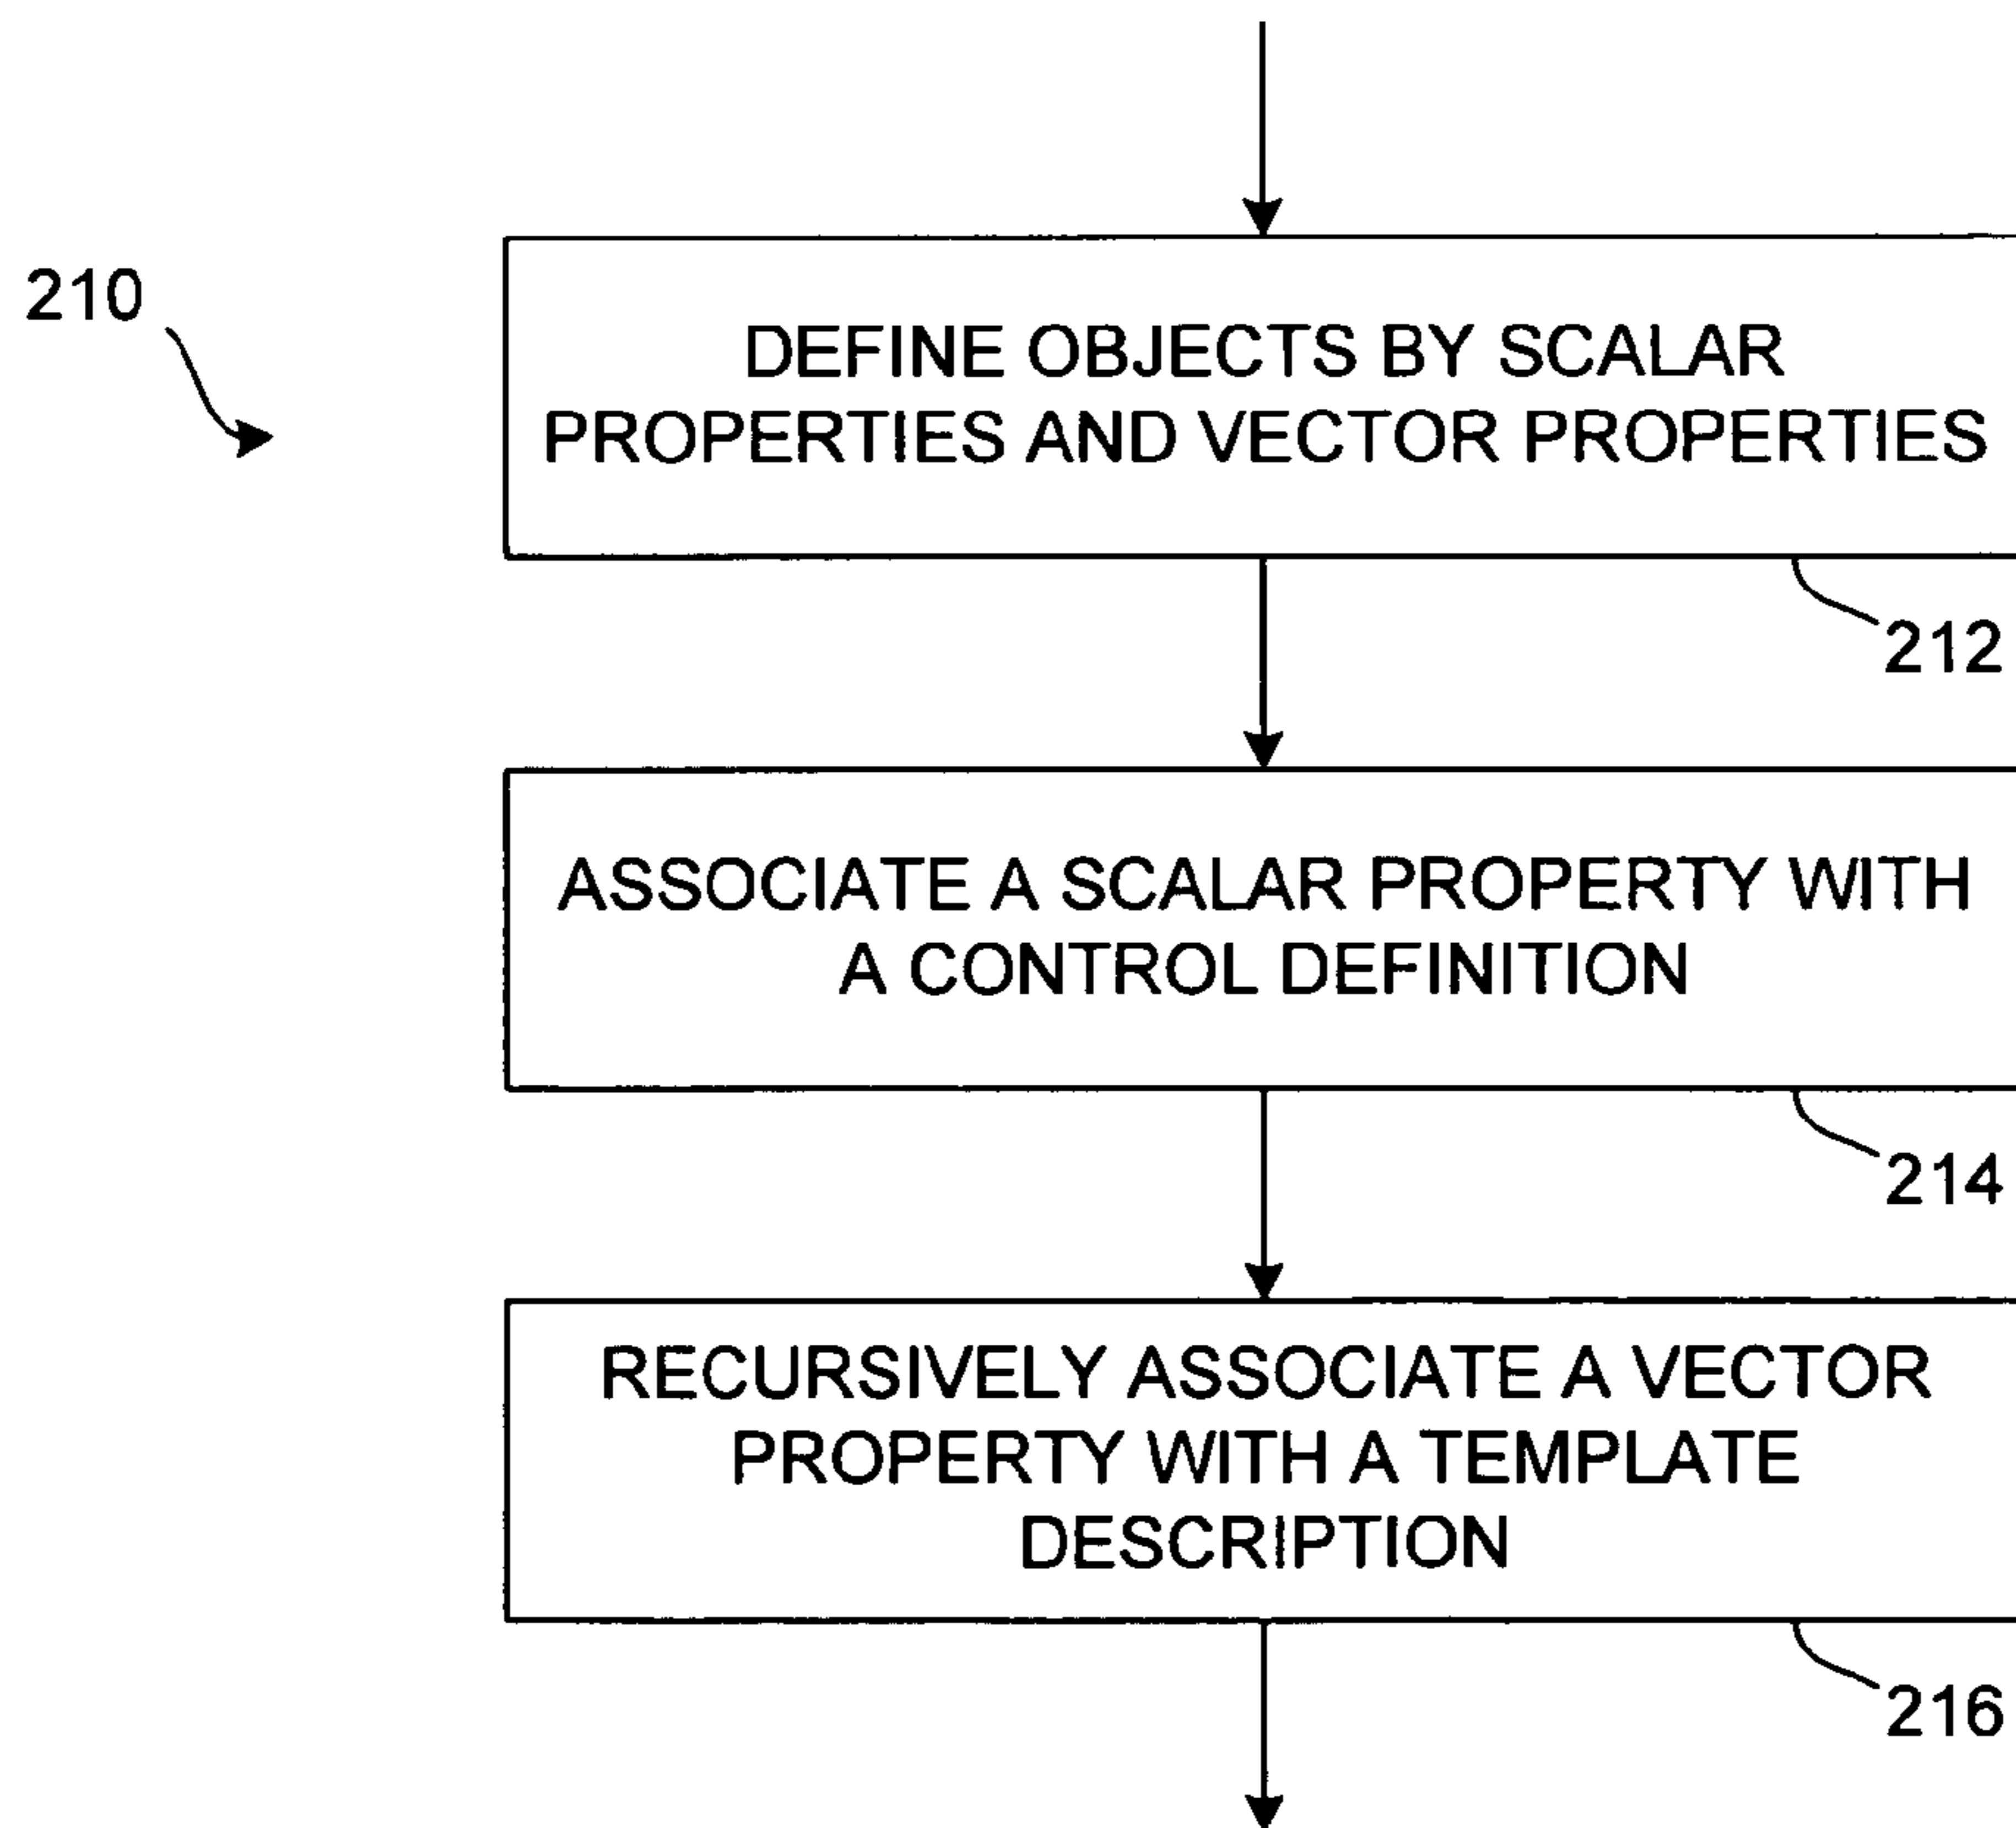 210
DEFINE OBJECTS BY SCALAR
PROPERTIES AND VECTOR PROPERTIES
212
ASSOCIATE A SCALAR PROPERTY WITH
A CONTROL DEFINITION
214
RECURSIVELY ASSOCIATE A VECTOR
PROPERTY WITH A TEMPLATE
DESCRIPTION
216